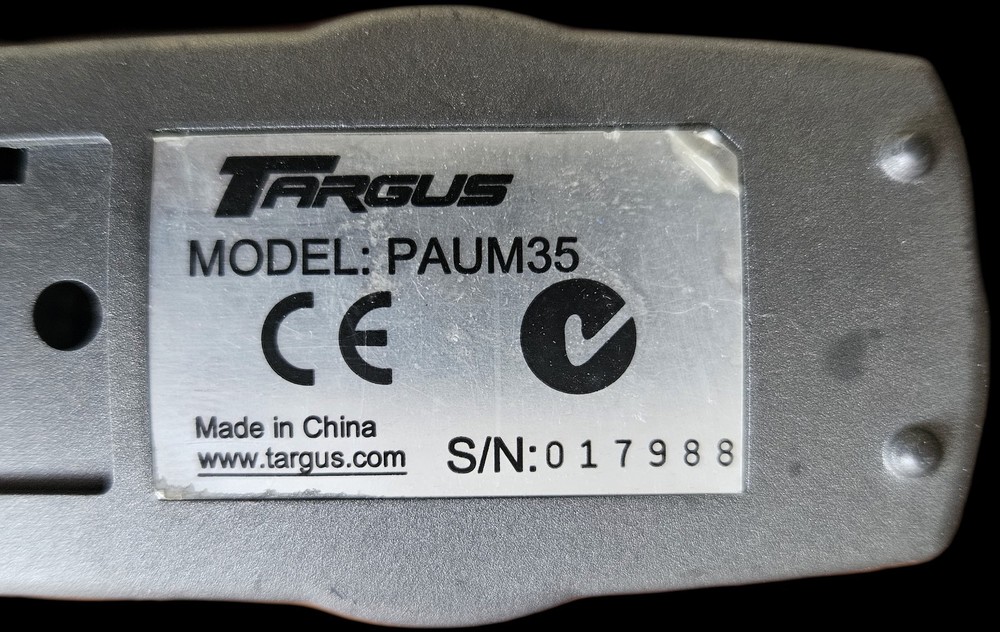 TARGUS
MODEL: PAUM35
CE
Made in China
www.targus.com
S/N: 017988